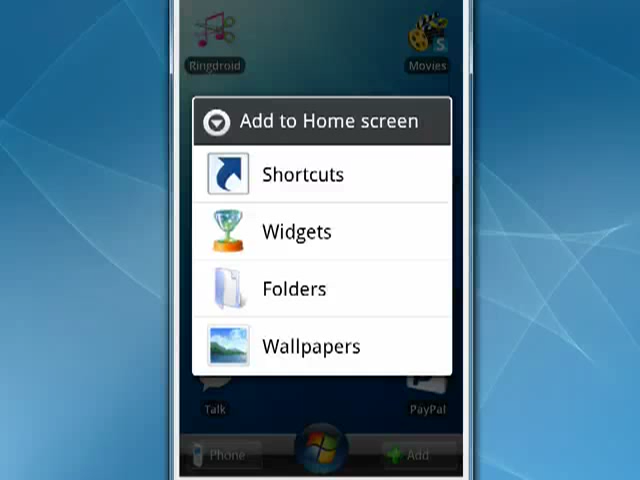 Ringdroid
Movies
Add to Home screen
Shortcuts
Widgets
Folders
Wallpapers
Talk
PayPal
Phone
Add